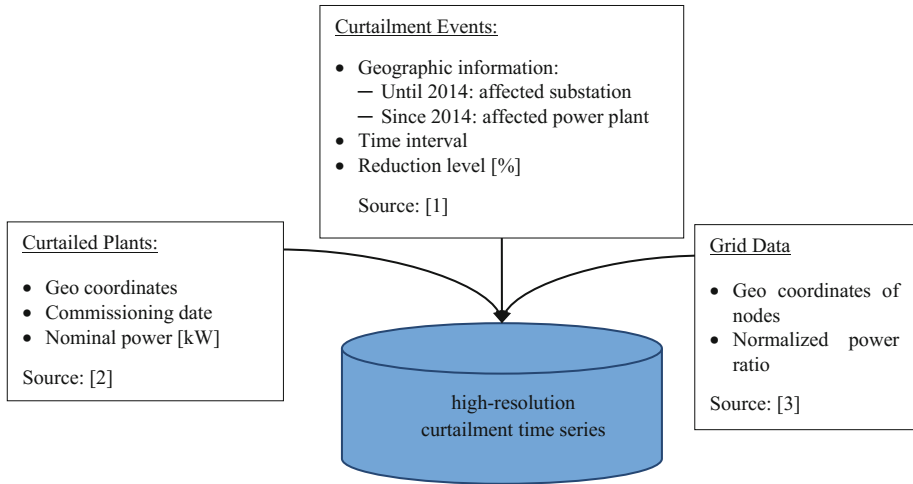 Curtailment Events:
• Geographic information:
— Until 2014: affected substation
— Since 2014: affected power plant
• Time interval
• Reduction level [%]
Source: [1]
Curtailed Plants:
• Geo coordinates
• Commissioning date
• Nominal power [kW]
Source: [2]
Grid Data
• Geo coordinates of
nodes
• Normalized power
ratio
Source: [3]
high-resolution
curtailment time series